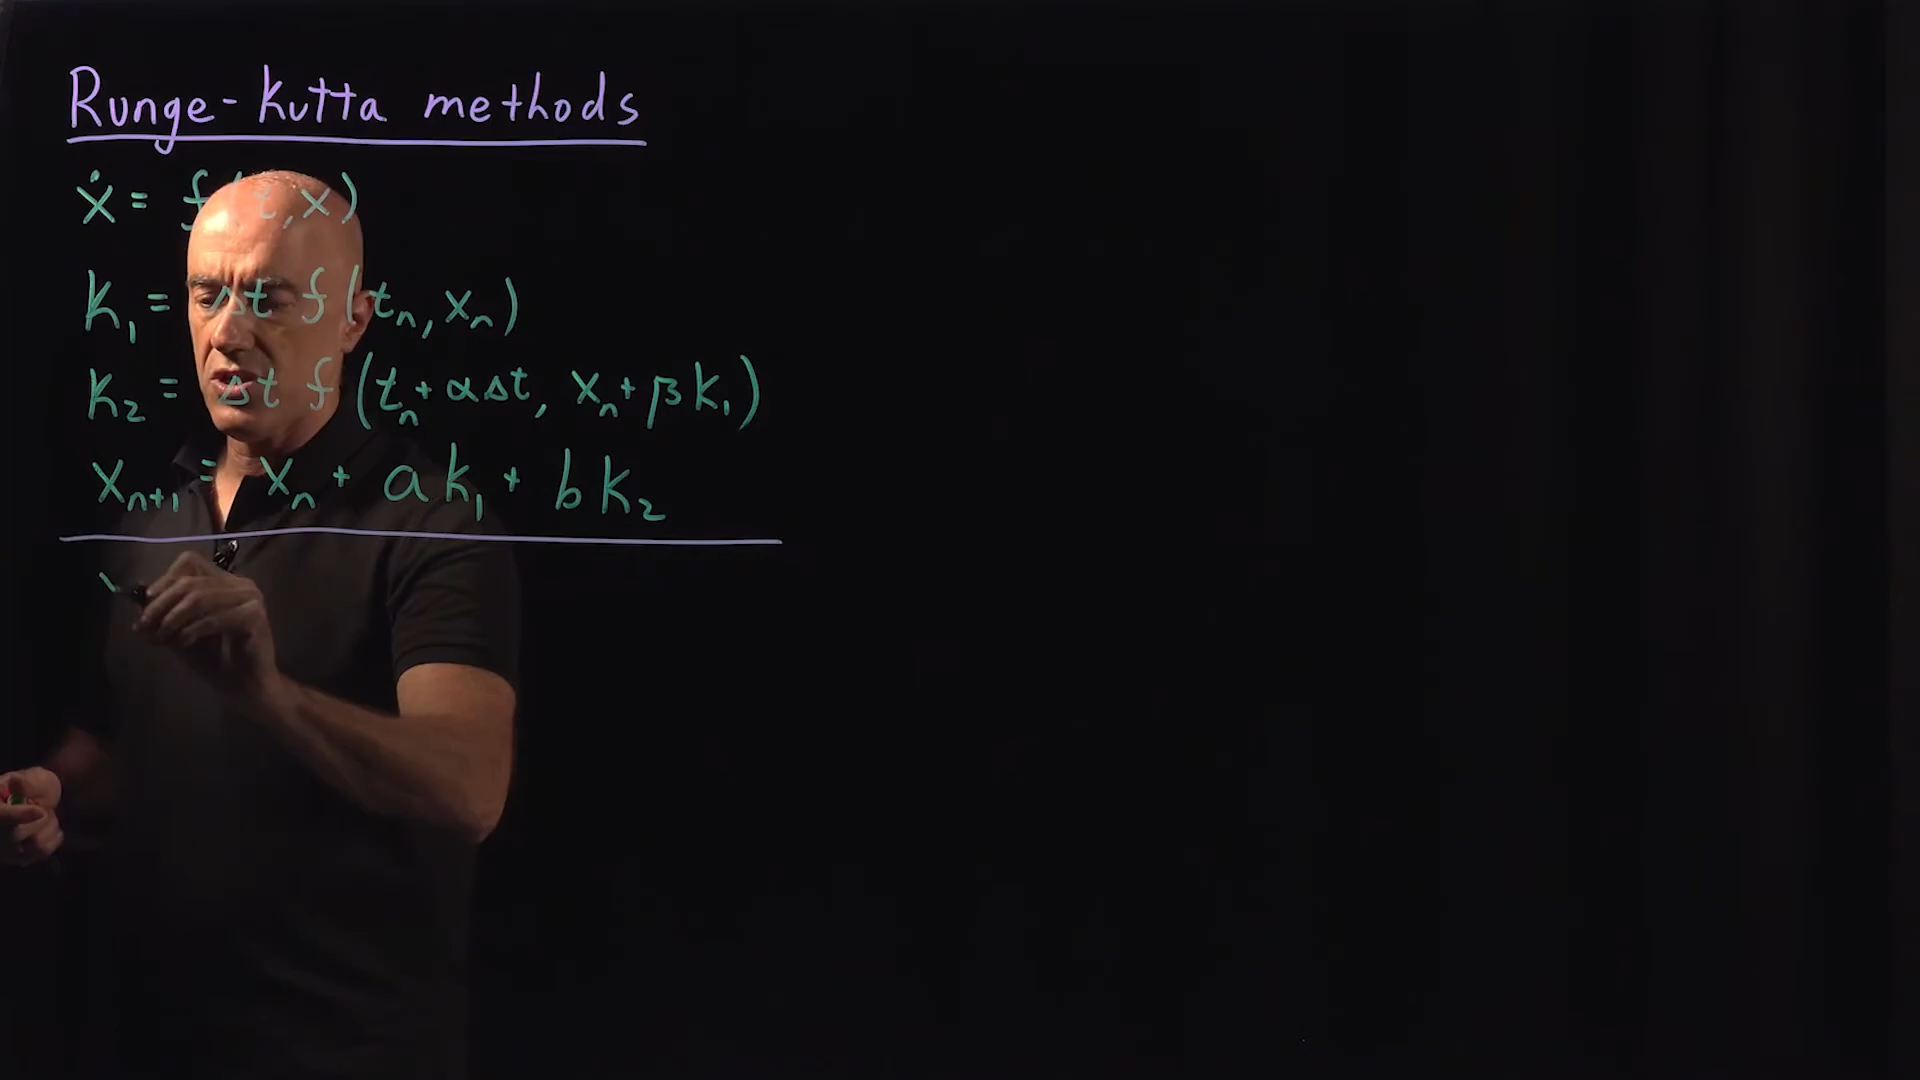 Runge-Kutta methods
ẋ = f(t,x)
K₁ = Δt f(tₙ, xₙ)
K₂ = Δt f(tₙ+αΔt, xₙ+βK₁)
xₙ₊₁ = xₙ + aK₁ + bK₂